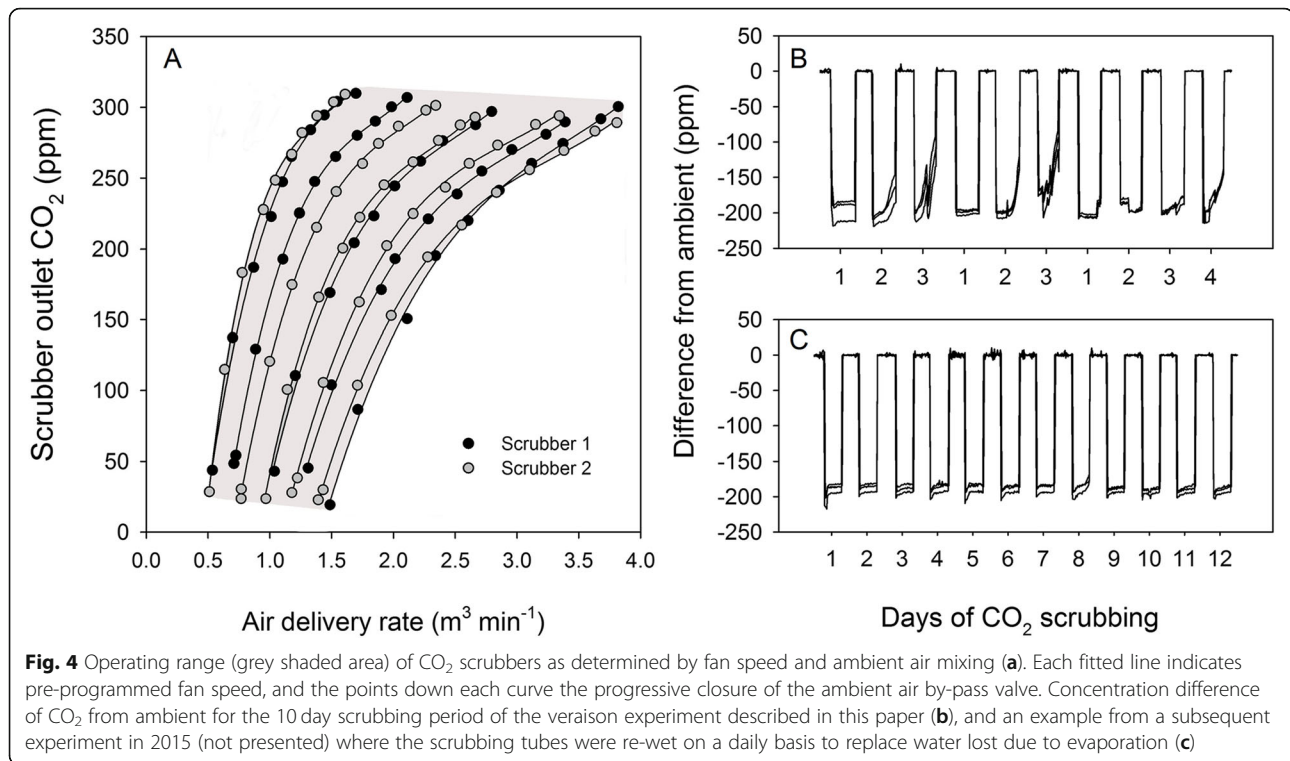 A
350
300
250
200
150
100
50
0
Scrubber outlet CO₂ (ppm)
Scrubber 1
Scrubber 2
0.0 0.5 1.0 1.5 2.0 2.5 3.0 3.5 4.0
Air delivery rate (m³ min⁻¹)
B
50
0
-50
-100
-150
-200
-250
1 2 3 1 2 3 1 2 3 4
Difference from ambient (ppm)
C
50
0
-50
-100
-150
-200
-250
1 2 3 4 5 6 7 8 9 10 11 12
Days of CO₂ scrubbing
Fig. 4 Operating range (grey shaded area) of CO₂ scrubbers as determined by fan speed and ambient air mixing (a). Each fitted line indicates
pre-programmed fan speed, and the points down each curve the progressive closure of the ambient air by-pass valve. Concentration difference
of CO₂ from ambient for the 10 day scrubbing period of the veraison experiment described in this paper (b), and an example from a subsequent
experiment in 2015 (not presented) where the scrubbing tubes were re-wet on a daily basis to replace water lost due to evaporation (c)